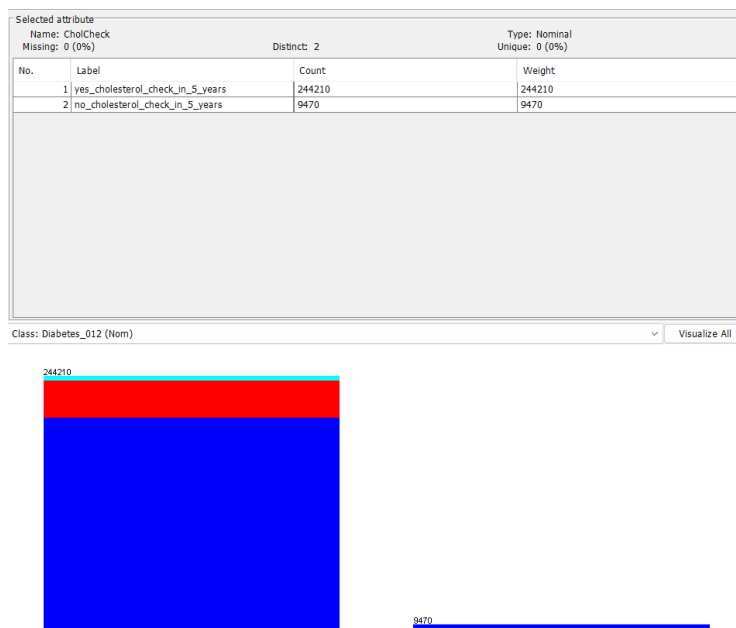 Selected attribute
Name: CholCheck Type: Nominal
Missing: 0 (0%) Distinct: 2 Unique: 0 (0%)
No. Label Count Weight
1 yes_cholesterol_check_in_5_years 244210 244210
2 no_cholesterol_check_in_5_years 9470 9470
Class: Diabetes_012 (Nom) Visualize All
244210
9470